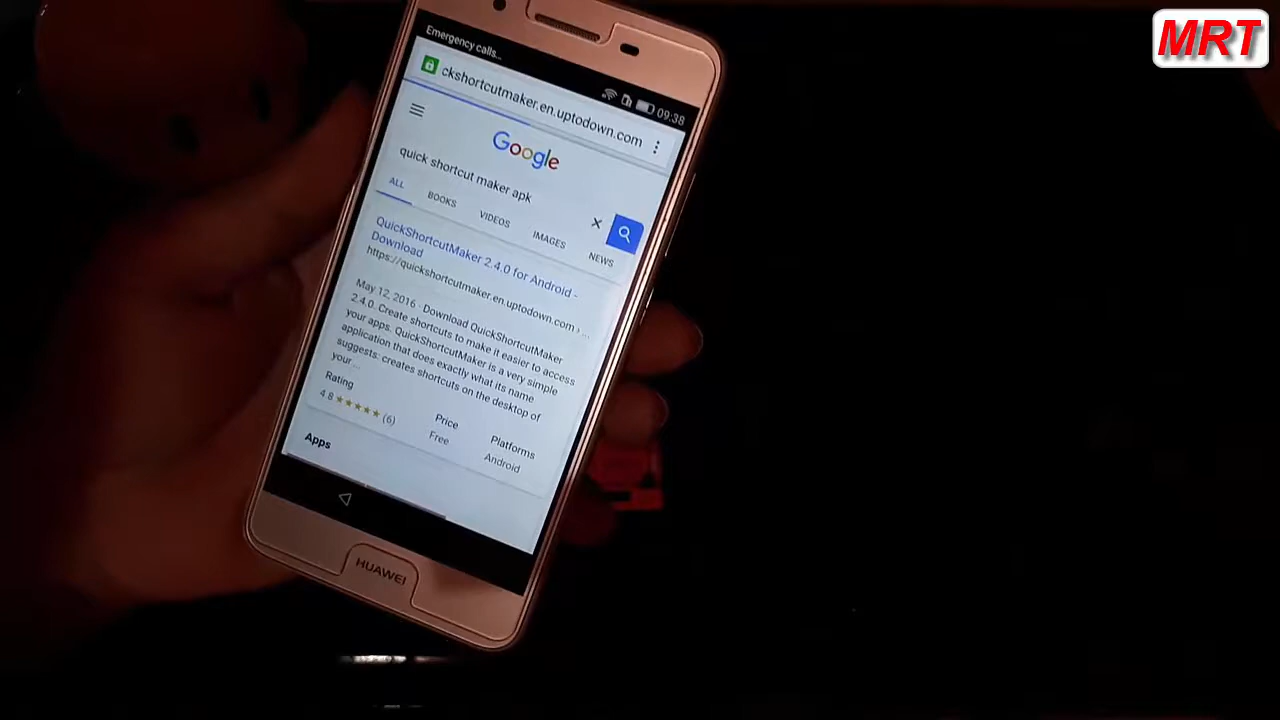 MRT
Emergency calls...
09:38
ckshortcutmaker.en.uptodown.com
Google
quick shortcut maker apk
ALL
BOOKS
VIDEOS
IMAGES
NEWS
QuickShortcutMaker 2.4.0 for Android -
Download
https://quickshortcutmaker.en.uptodown.com › ...
May 12, 2016 - Download QuickShortcutMaker
2.4.0. Create shortcuts to make it easier to access
your apps. QuickShortcutMaker is a very simple
application that does exactly what its name
suggests: creates shortcuts on the desktop of
your ...
Rating
4.8 ★★★★★ (6)
Price
Free
Platforms
Android
Apps
HUAWEI